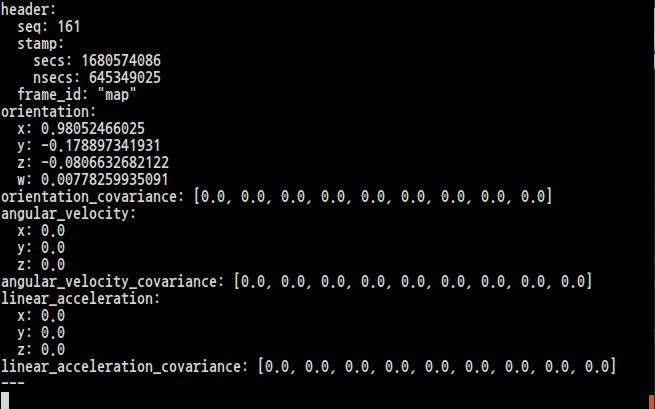 header:
  seq: 161
  stamp:
    secs: 1680574086
    nsecs: 645349025
  frame_id: "map"
orientation:
  x: 0.98052466025
  y: -0.178897341931
  z: -0.0806632682122
  w: 0.00778259935091
orientation_covariance: [0.0, 0.0, 0.0, 0.0, 0.0, 0.0, 0.0, 0.0, 0.0]
angular_velocity:
  x: 0.0
  y: 0.0
  z: 0.0
angular_velocity_covariance: [0.0, 0.0, 0.0, 0.0, 0.0, 0.0, 0.0, 0.0, 0.0]
linear_acceleration:
  x: 0.0
  y: 0.0
  z: 0.0
linear_acceleration_covariance: [0.0, 0.0, 0.0, 0.0, 0.0, 0.0, 0.0, 0.0, 0.0]
---